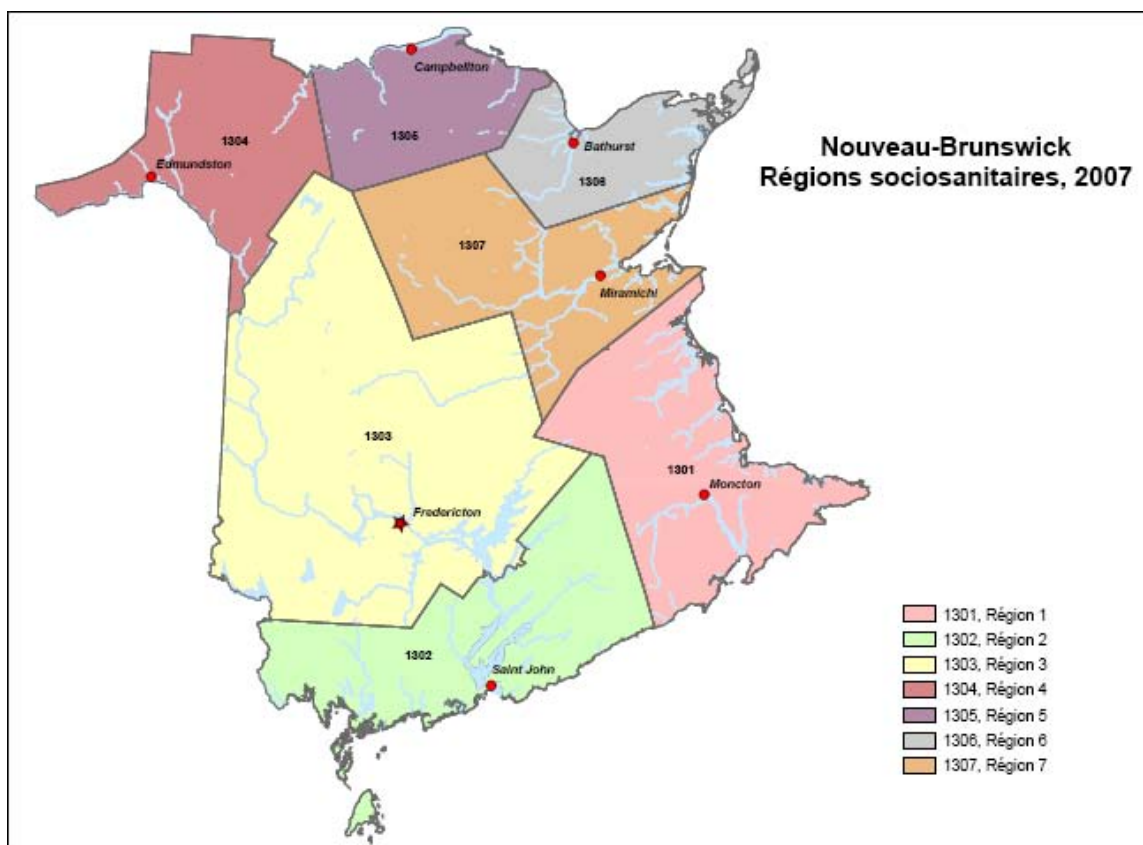 Nouveau-Brunswick
Régions sociosanitaires, 2007
Campbellton
1304
1305
Edmundston
Bathurst
1306
1307
Miramichi
1303
1301
Moncton
Fredericton
1302
Saint John
1301, Région 1
1302, Région 2
1303, Région 3
1304, Région 4
1305, Région 5
1306, Région 6
1307, Région 7